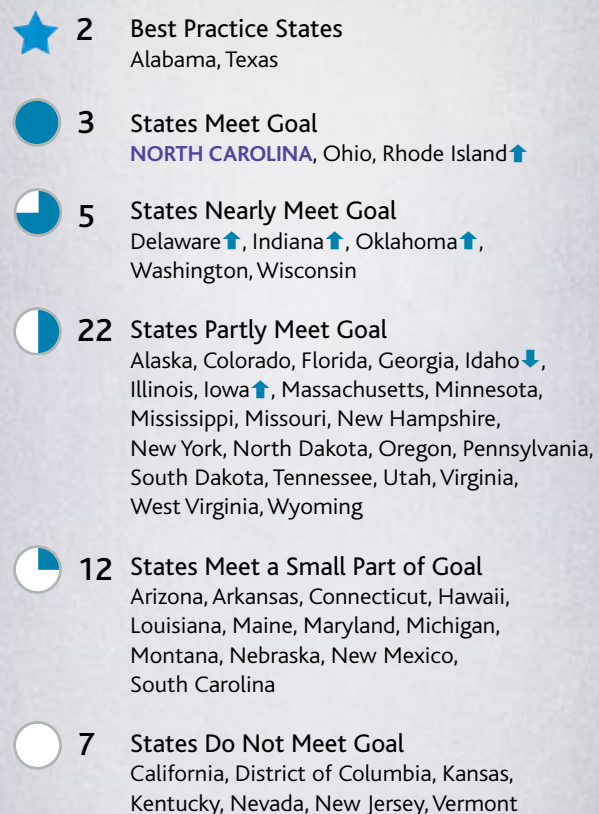 2 Best Practice States
Alabama, Texas
3 States Meet Goal
NORTH CAROLINA, Ohio, Rhode Island⬆
5 States Nearly Meet Goal
Delaware⬆, Indiana⬆, Oklahoma⬆,
Washington, Wisconsin
22 States Partly Meet Goal
Alaska, Colorado, Florida, Georgia, Idaho⬇,
Illinois, Iowa⬆, Massachusetts, Minnesota,
Mississippi, Missouri, New Hampshire,
New York, North Dakota, Oregon, Pennsylvania,
South Dakota, Tennessee, Utah, Virginia,
West Virginia, Wyoming
12 States Meet a Small Part of Goal
Arizona, Arkansas, Connecticut, Hawaii,
Louisiana, Maine, Maryland, Michigan,
Montana, Nebraska, New Mexico,
South Carolina
7 States Do Not Meet Goal
California, District of Columbia, Kansas,
Kentucky, Nevada, New Jersey, Vermont